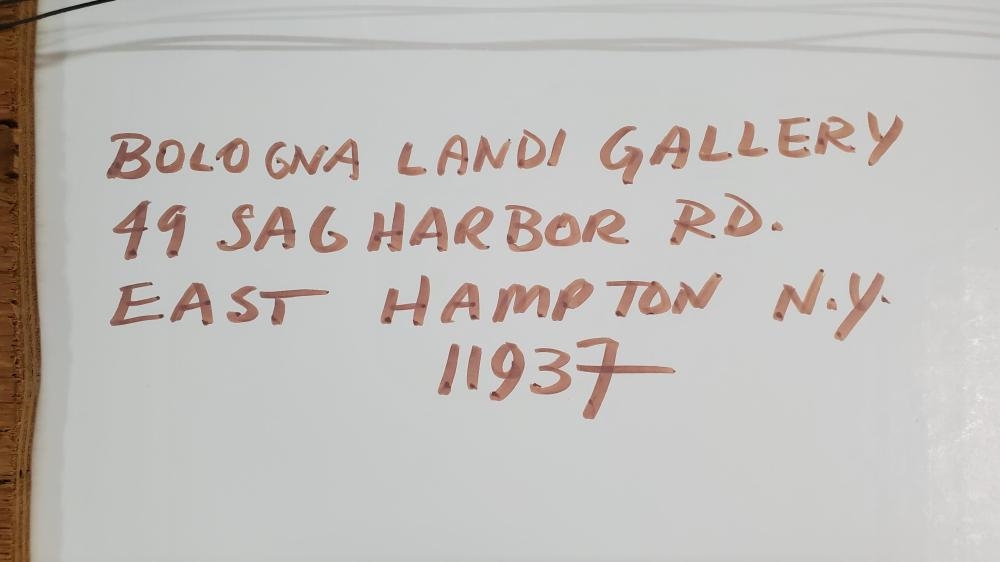 BOLOGNA LANDI GALLERY
49 SAG HARBOR RD.
EAST HAMPTON N.Y.
11937